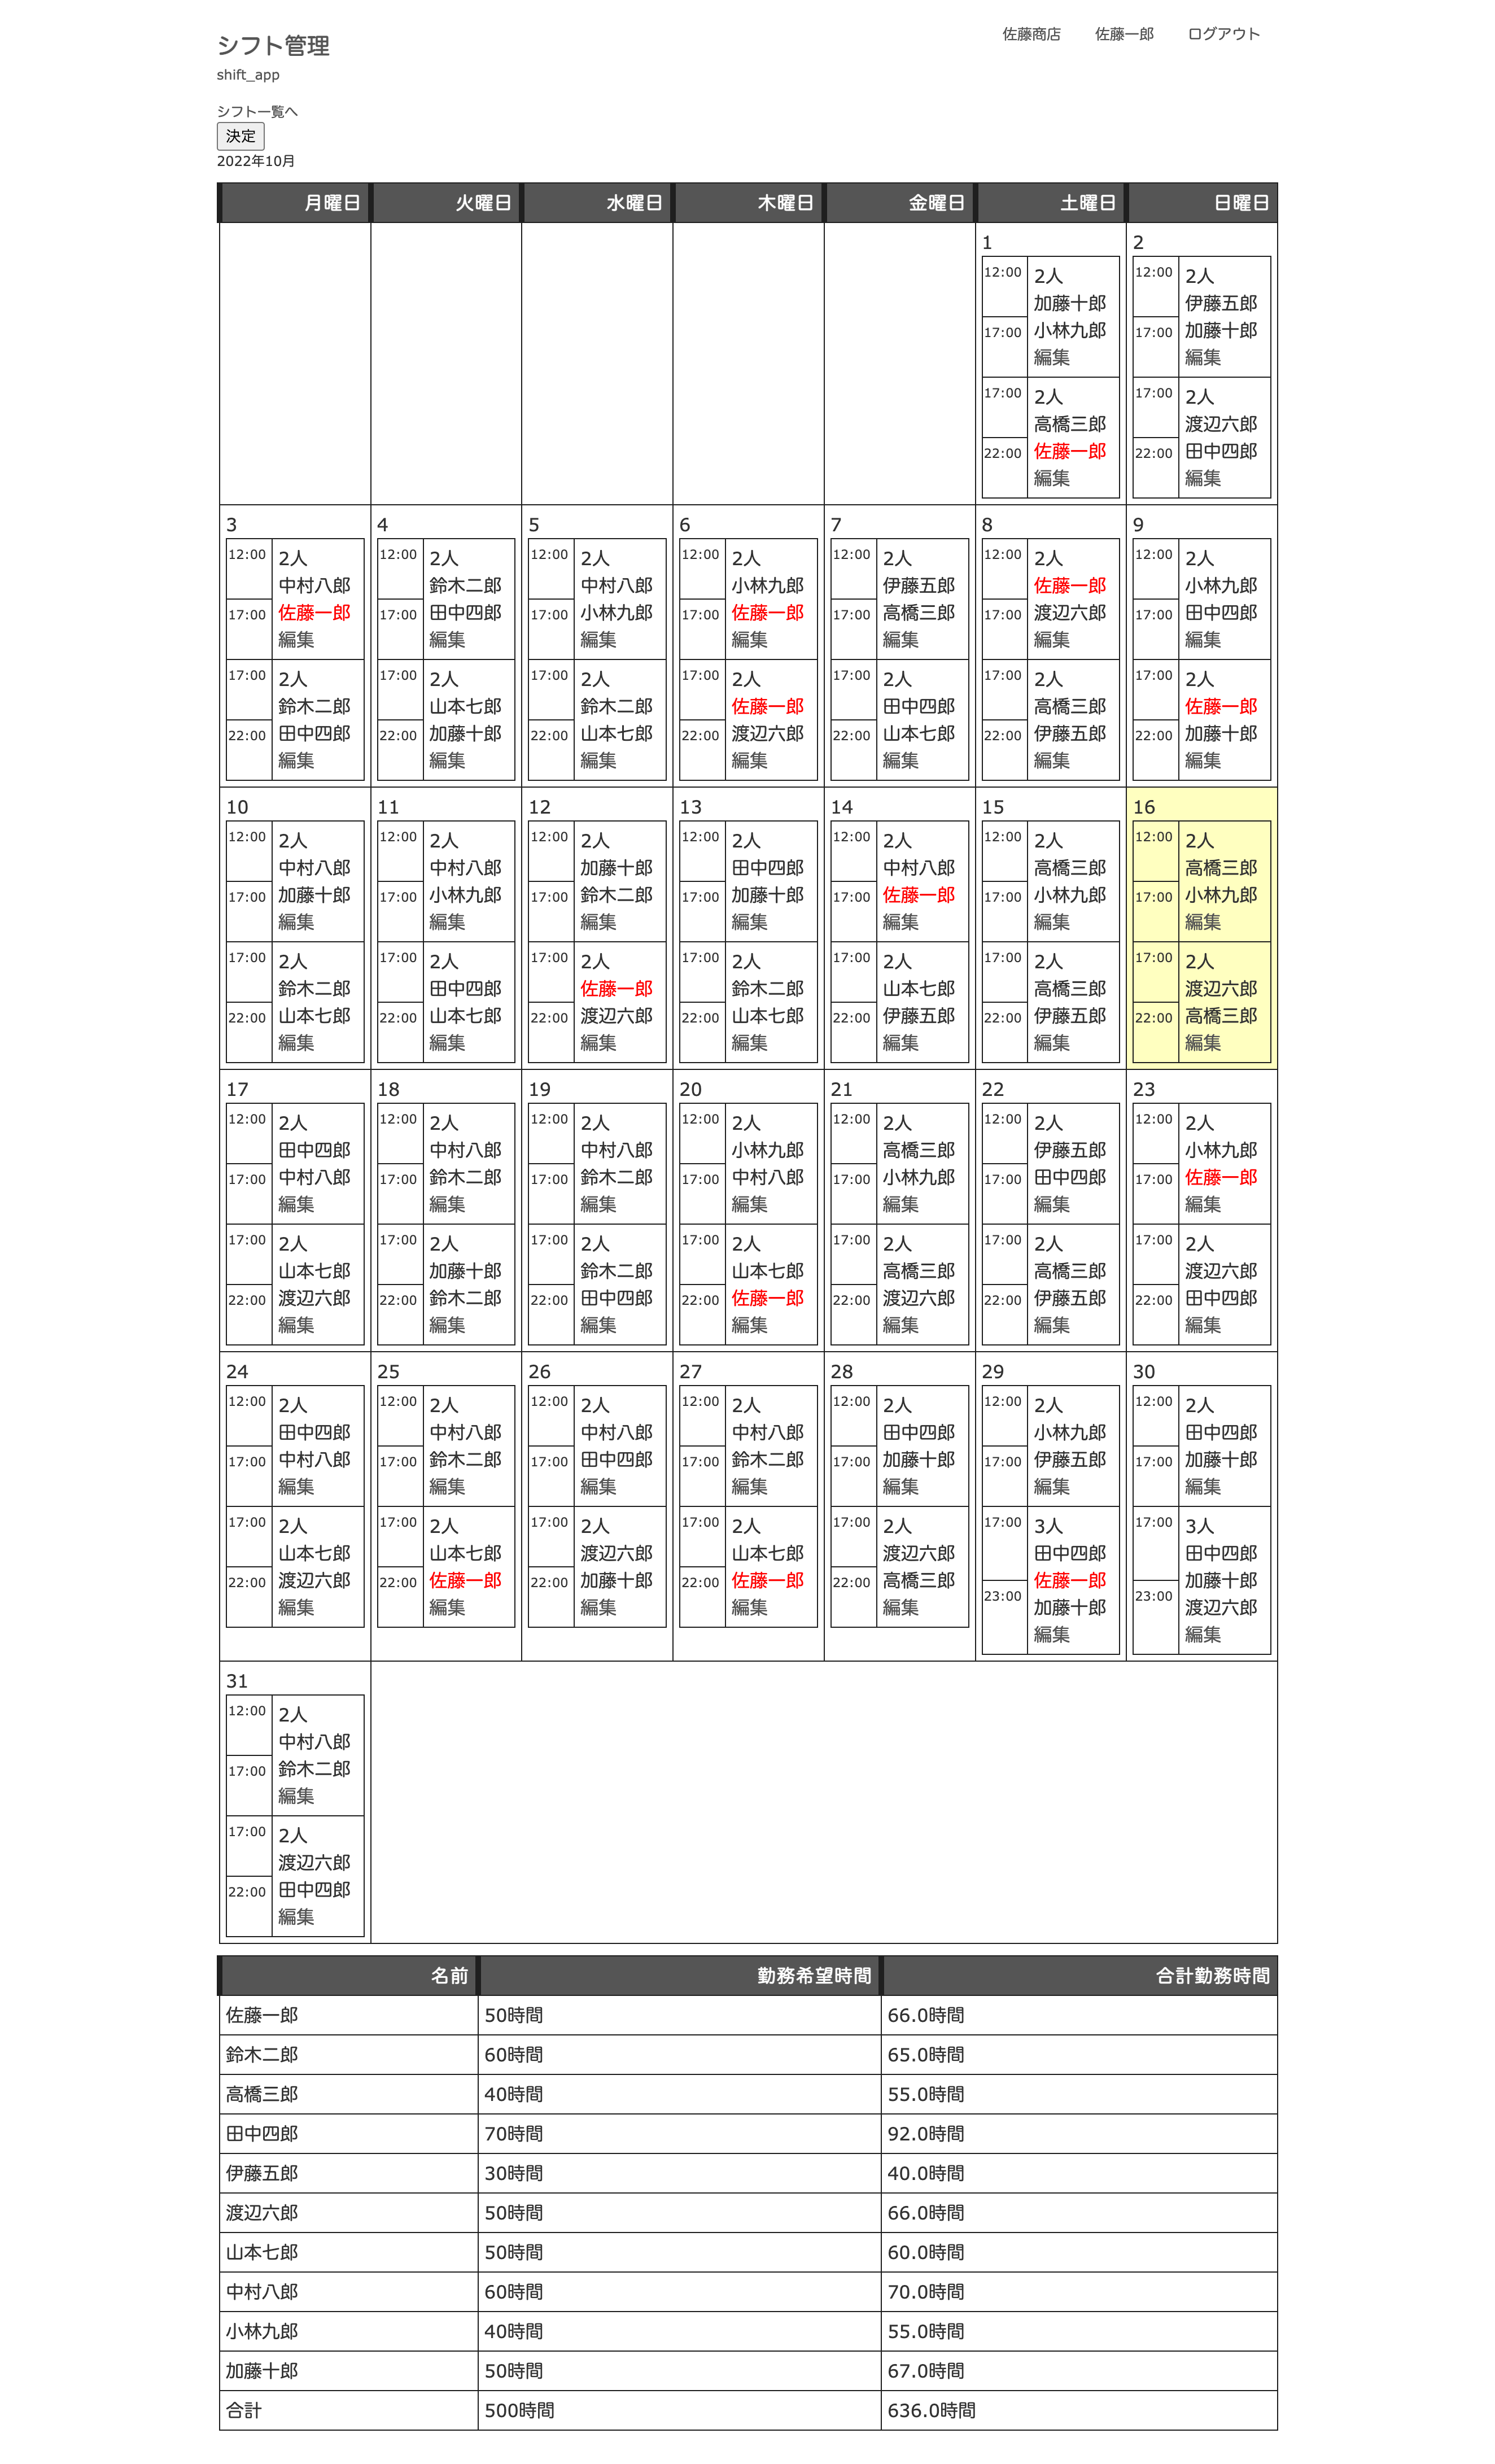 シフト管理
shift_app
佐藤商店 佐藤一郎 ログアウト
シフト一覧へ
決定
2022年10月
月曜日 火曜日 水曜日 木曜日 金曜日 土曜日 日曜日
1
12:00
17:00
2人
加藤十郎
小林九郎
編集
17:00
22:00
2人
高橋三郎
佐藤一郎
編集
2
12:00
17:00
2人
伊藤五郎
加藤十郎
編集
17:00
22:00
2人
渡辺六郎
田中四郎
編集
3
12:00
17:00
2人
中村八郎
佐藤一郎
編集
17:00
22:00
2人
鈴木二郎
田中四郎
編集
4
12:00
17:00
2人
鈴木二郎
田中四郎
編集
17:00
22:00
2人
山本七郎
加藤十郎
編集
5
12:00
17:00
2人
中村八郎
小林九郎
編集
17:00
22:00
2人
鈴木二郎
山本七郎
編集
6
12:00
17:00
2人
小林九郎
佐藤一郎
編集
17:00
22:00
2人
佐藤一郎
渡辺六郎
編集
7
12:00
17:00
2人
伊藤五郎
高橋三郎
編集
17:00
22:00
2人
田中四郎
山本七郎
編集
8
12:00
17:00
2人
佐藤一郎
渡辺六郎
編集
17:00
22:00
2人
高橋三郎
伊藤五郎
編集
9
12:00
17:00
2人
小林九郎
田中四郎
編集
17:00
22:00
2人
佐藤一郎
加藤十郎
編集
10
12:00
17:00
2人
中村八郎
加藤十郎
編集
17:00
22:00
2人
鈴木二郎
山本七郎
編集
11
12:00
17:00
2人
中村八郎
小林九郎
編集
17:00
22:00
2人
田中四郎
山本七郎
編集
12
12:00
17:00
2人
加藤十郎
鈴木二郎
編集
17:00
22:00
2人
佐藤一郎
渡辺六郎
編集
13
12:00
17:00
2人
田中四郎
加藤十郎
編集
17:00
22:00
2人
鈴木二郎
山本七郎
編集
14
12:00
17:00
2人
中村八郎
佐藤一郎
編集
17:00
22:00
2人
山本七郎
伊藤五郎
編集
15
12:00
17:00
2人
高橋三郎
小林九郎
編集
17:00
22:00
2人
高橋三郎
伊藤五郎
編集
16
12:00
17:00
2人
高橋三郎
小林九郎
編集
17:00
22:00
2人
渡辺六郎
高橋三郎
編集
17
12:00
17:00
2人
田中四郎
中村八郎
編集
17:00
22:00
2人
山本七郎
渡辺六郎
編集
18
12:00
17:00
2人
中村八郎
鈴木二郎
編集
17:00
22:00
2人
加藤十郎
鈴木二郎
編集
19
12:00
17:00
2人
中村八郎
鈴木二郎
編集
17:00
22:00
2人
鈴木二郎
田中四郎
編集
20
12:00
17:00
2人
小林九郎
中村八郎
編集
17:00
22:00
2人
山本七郎
佐藤一郎
編集
21
12:00
17:00
2人
高橋三郎
小林九郎
編集
17:00
22:00
2人
高橋三郎
渡辺六郎
編集
22
12:00
17:00
2人
伊藤五郎
田中四郎
編集
17:00
22:00
2人
高橋三郎
伊藤五郎
編集
23
12:00
17:00
2人
小林九郎
佐藤一郎
編集
17:00
22:00
2人
渡辺六郎
田中四郎
編集
24
12:00
17:00
2人
田中四郎
中村八郎
編集
17:00
22:00
2人
山本七郎
渡辺六郎
編集
25
12:00
17:00
2人
中村八郎
鈴木二郎
編集
17:00
22:00
2人
山本七郎
佐藤一郎
編集
26
12:00
17:00
2人
中村八郎
田中四郎
編集
17:00
22:00
2人
渡辺六郎
加藤十郎
編集
27
12:00
17:00
2人
中村八郎
鈴木二郎
編集
17:00
22:00
2人
山本七郎
佐藤一郎
編集
28
12:00
17:00
2人
田中四郎
加藤十郎
編集
17:00
22:00
2人
渡辺六郎
高橋三郎
編集
29
12:00
17:00
2人
小林九郎
伊藤五郎
編集
17:00
23:00
3人
田中四郎
佐藤一郎
加藤十郎
編集
30
12:00
17:00
2人
田中四郎
加藤十郎
編集
17:00
23:00
3人
田中四郎
加藤十郎
渡辺六郎
編集
31
12:00
17:00
2人
中村八郎
鈴木二郎
編集
17:00
22:00
2人
渡辺六郎
田中四郎
編集
名前 勤務希望時間 合計勤務時間
佐藤一郎 50時間 66.0時間
鈴木二郎 60時間 65.0時間
高橋三郎 40時間 55.0時間
田中四郎 70時間 92.0時間
伊藤五郎 30時間 40.0時間
渡辺六郎 50時間 66.0時間
山本七郎 50時間 60.0時間
中村八郎 60時間 70.0時間
小林九郎 40時間 55.0時間
加藤十郎 50時間 67.0時間
合計 500時間 636.0時間